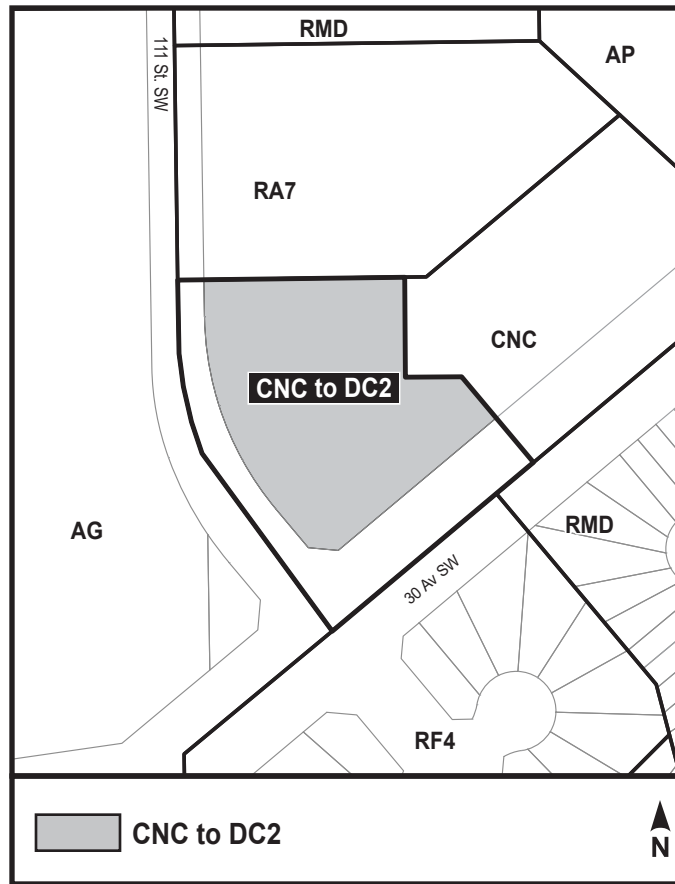 RMD
AP
111 St. SW
RA7
CNC
CNC to DC2
AG
RMD
30 Av SW
RF4
CNC to DC2
N